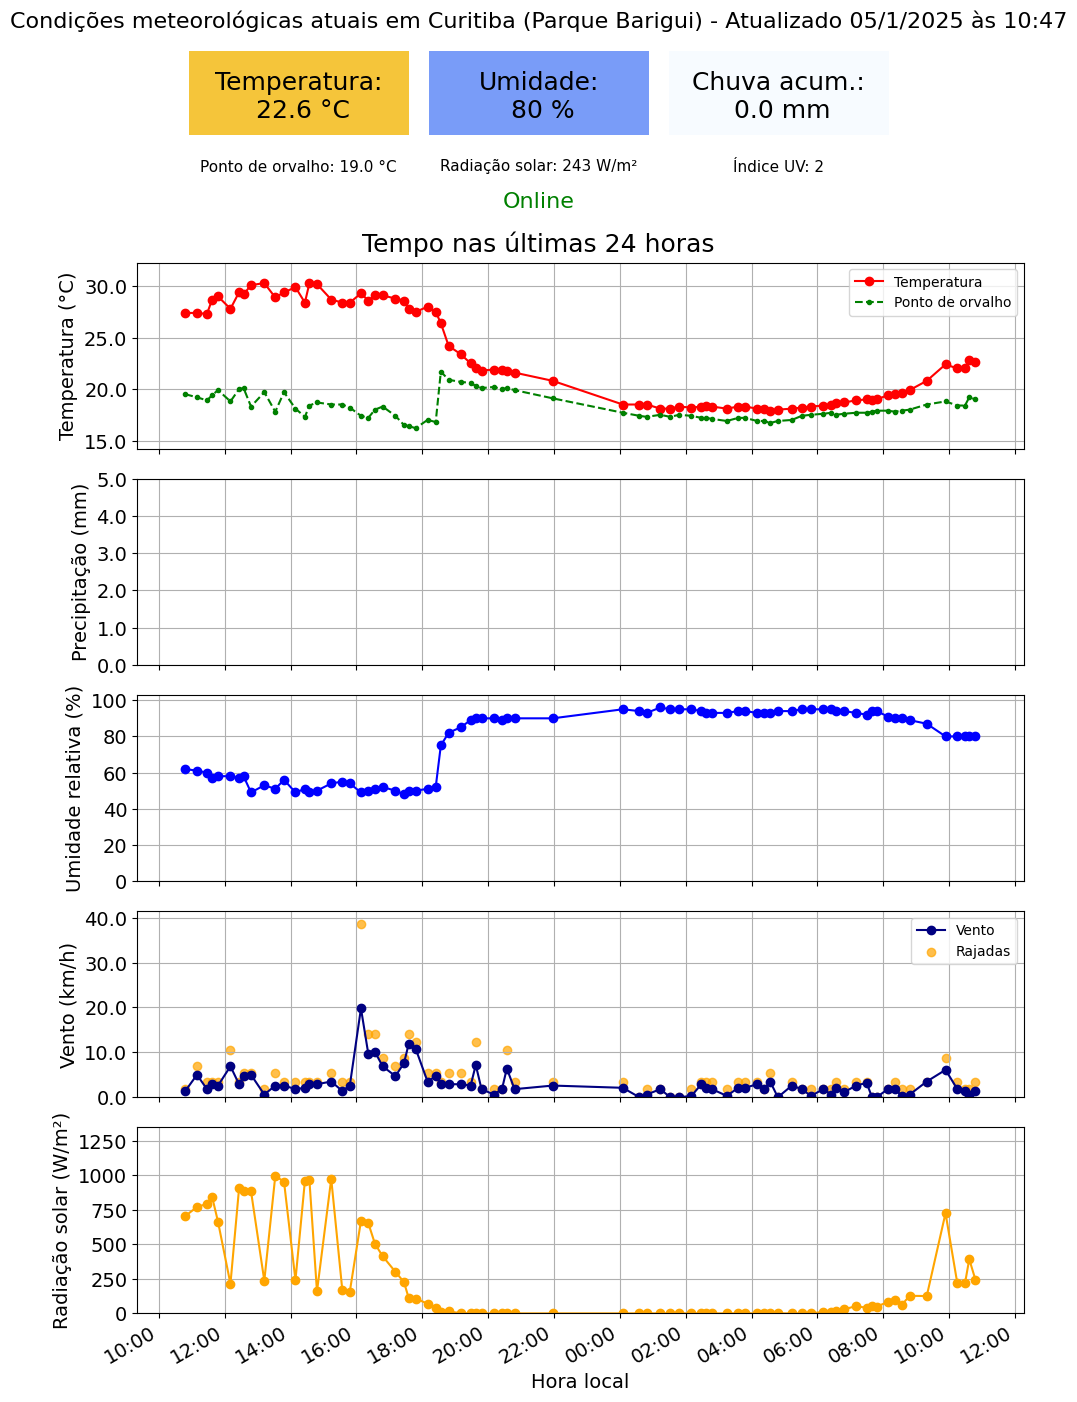 Condições meteorológicas atuais em Curitiba (Parque Barigui) - Atualizado 05/1/2025 às 10:47
Temperatura:
22.6 °C
Umidade:
80 %
Chuva acum.:
0.0 mm
Ponto de orvalho: 19.0 °C
Radiação solar: 243 W/m²
Índice UV: 2
Online
Tempo nas últimas 24 horas
Temperatura (°C)
30.0
25.0
20.0
15.0
Temperatura
Ponto de orvalho
Precipitação (mm)
5.0
4.0
3.0
2.0
1.0
0.0
Umidade relativa (%)
100
80
60
40
20
0
Vento (km/h)
40.0
30.0
20.0
10.0
0.0
Vento
Rajadas
Radiação solar (W/m²)
1250
1000
750
500
250
0
10:00
12:00
14:00
16:00
18:00
20:00
22:00
00:00
02:00
04:00
06:00
08:00
10:00
12:00
Hora local